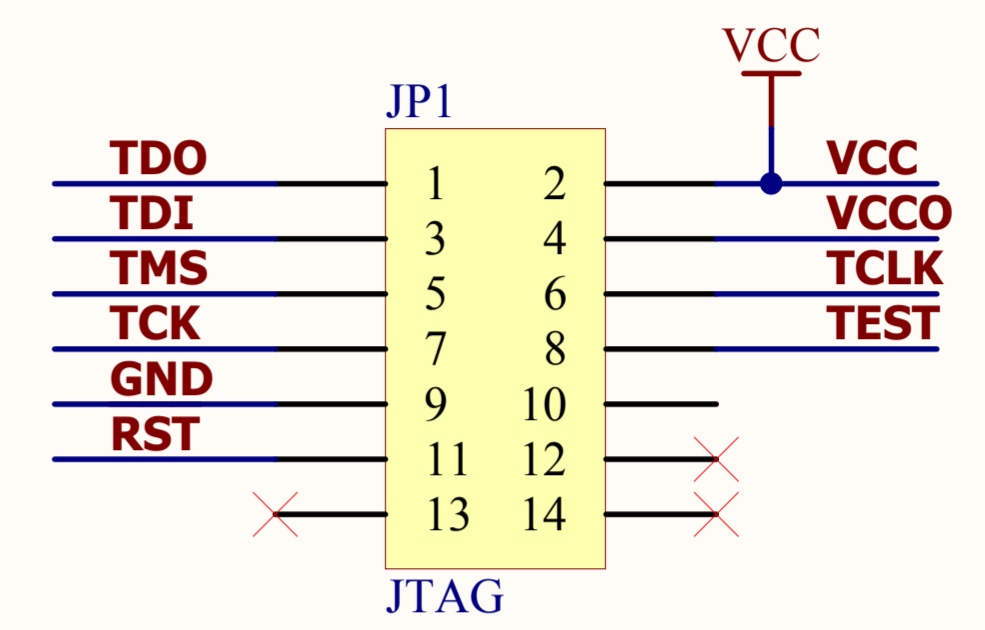 VCC
JP1
TDO 1 2 VCC
TDI 3 4 VCCO
TMS 5 6 TCLK
TCK 7 8 TEST
GND 9 10
RST 11 12
13 14
JTAG